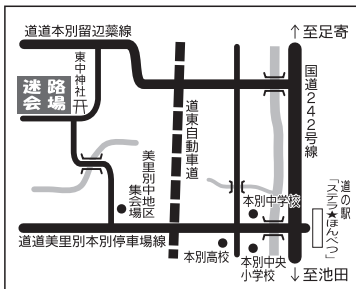 道道本別留辺蘂線
↑至足寄
東中神社
迷路
会場
国道242号線
道東自動車道
美里別中地区
集会場
本別中学校
道の駅
「ステラ★ほんべつ」
道道美里別本別停車場線
本別高校
本別中央
小学校
↓至池田